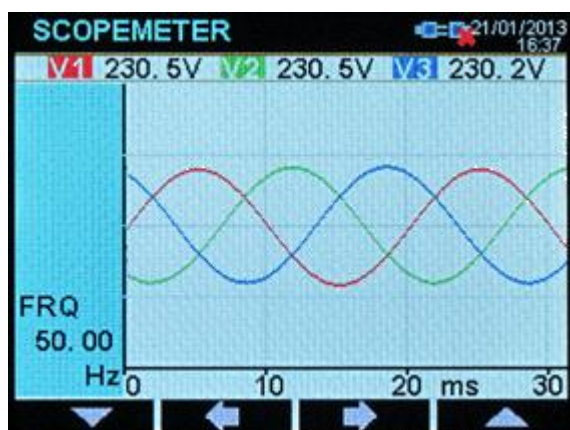 SCOPEMETER 21/01/2013
16:37
V1 230.5V V2 230.5V V3 230.2V
FRQ
50.00
Hz
0 10 20 ms 30